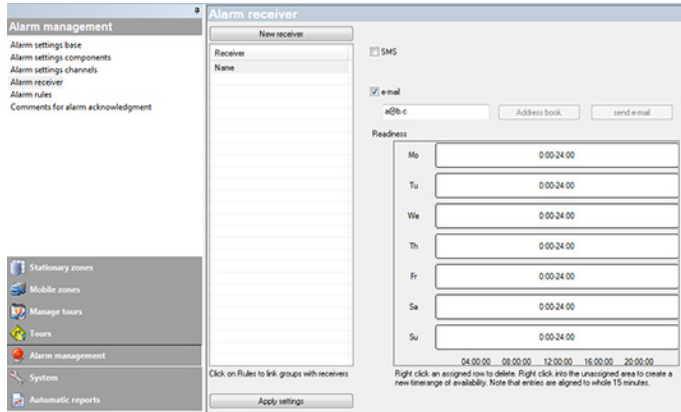 Alarm management
Alarm settings base
Alarm settings components
Alarm settings channels
Alarm receiver
Alarm rules
Comments for alarm acknowledgment
Stationary zones
Mobile zones
Manage tours
Tours
Alarm management
System
Automatic reports
Alarm receiver
New receiver
Receiver
Name
Click on Rules to link groups with receivers
Apply settings
SMS
e-mail
a@b.c
Address book
send e-mail
Readiness
Mo 0:00-24:00
Tu 0:00-24:00
We 0:00-24:00
Th 0:00-24:00
Fr 0:00-24:00
Sa 0:00-24:00
Su 0:00-24:00
04:00:00 08:00:00 12:00:00 16:00:00 20:00:00
Right click an assigned row to delete. Right click into the unassigned area to create a
new timerange of availability. Note that entries are aligned to whole 15 minutes.